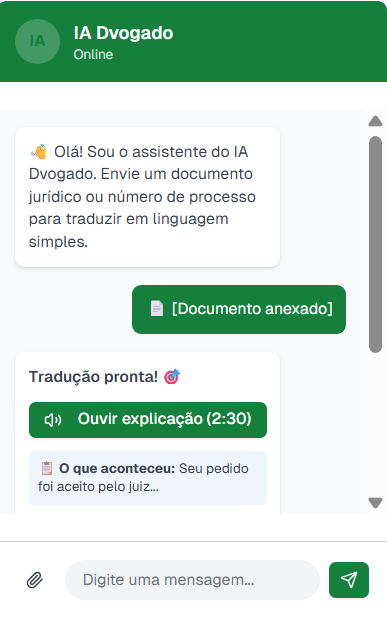 IA
IA Dvogado
Online
👋 Olá! Sou o assistente do IA
Dvogado. Envie um documento
jurídico ou número de processo
para traduzir em linguagem
simples.
📄 [Documento anexado]
Tradução pronta! 🎯
Ouvir explicação (2:30)
📋 O que aconteceu: Seu pedido
foi aceito pelo juiz...
Digite uma mensagem...